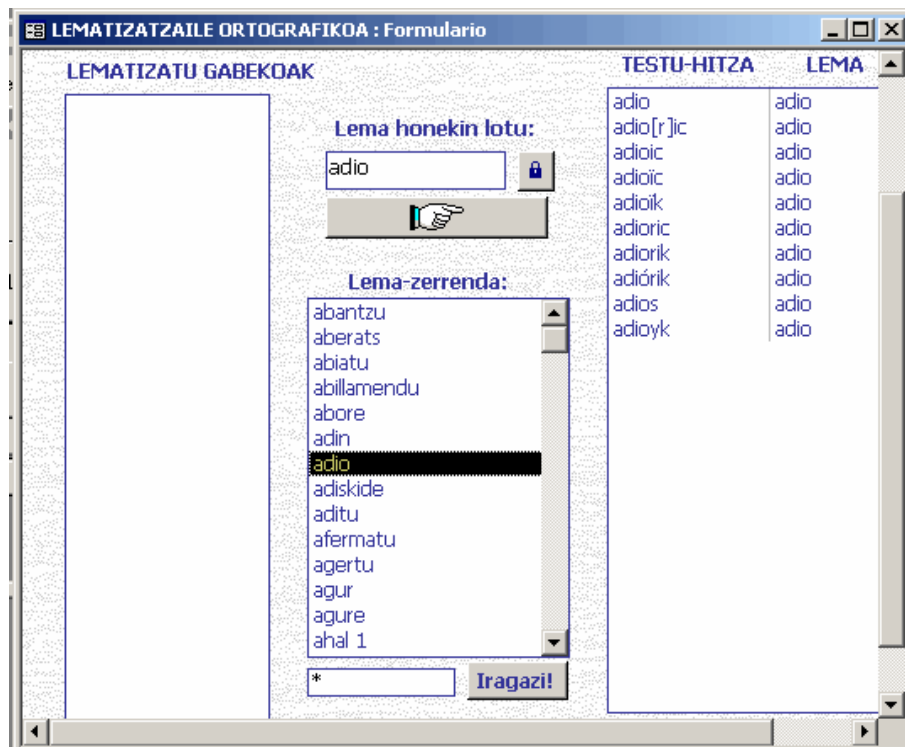 LEMATIZATZAILE ORTOGRAFIKOA : Formulario
LEMATIZATU GABEKOAK
Lema honekin lotu:
adio
Lema-zerrenda:
abantzu
aberats
abiatu
abillamendu
abore
adin
adio
adiskide
aditu
afermatu
agertu
agur
agure
ahal 1
*
Iragazi!
TESTU-HITZA LEMA
adio adio
adio[r]ic adio
adioic adio
adioïc adio
adioïk adio
adioric adio
adiorik adio
adiórik adio
adios adio
adioyk adio